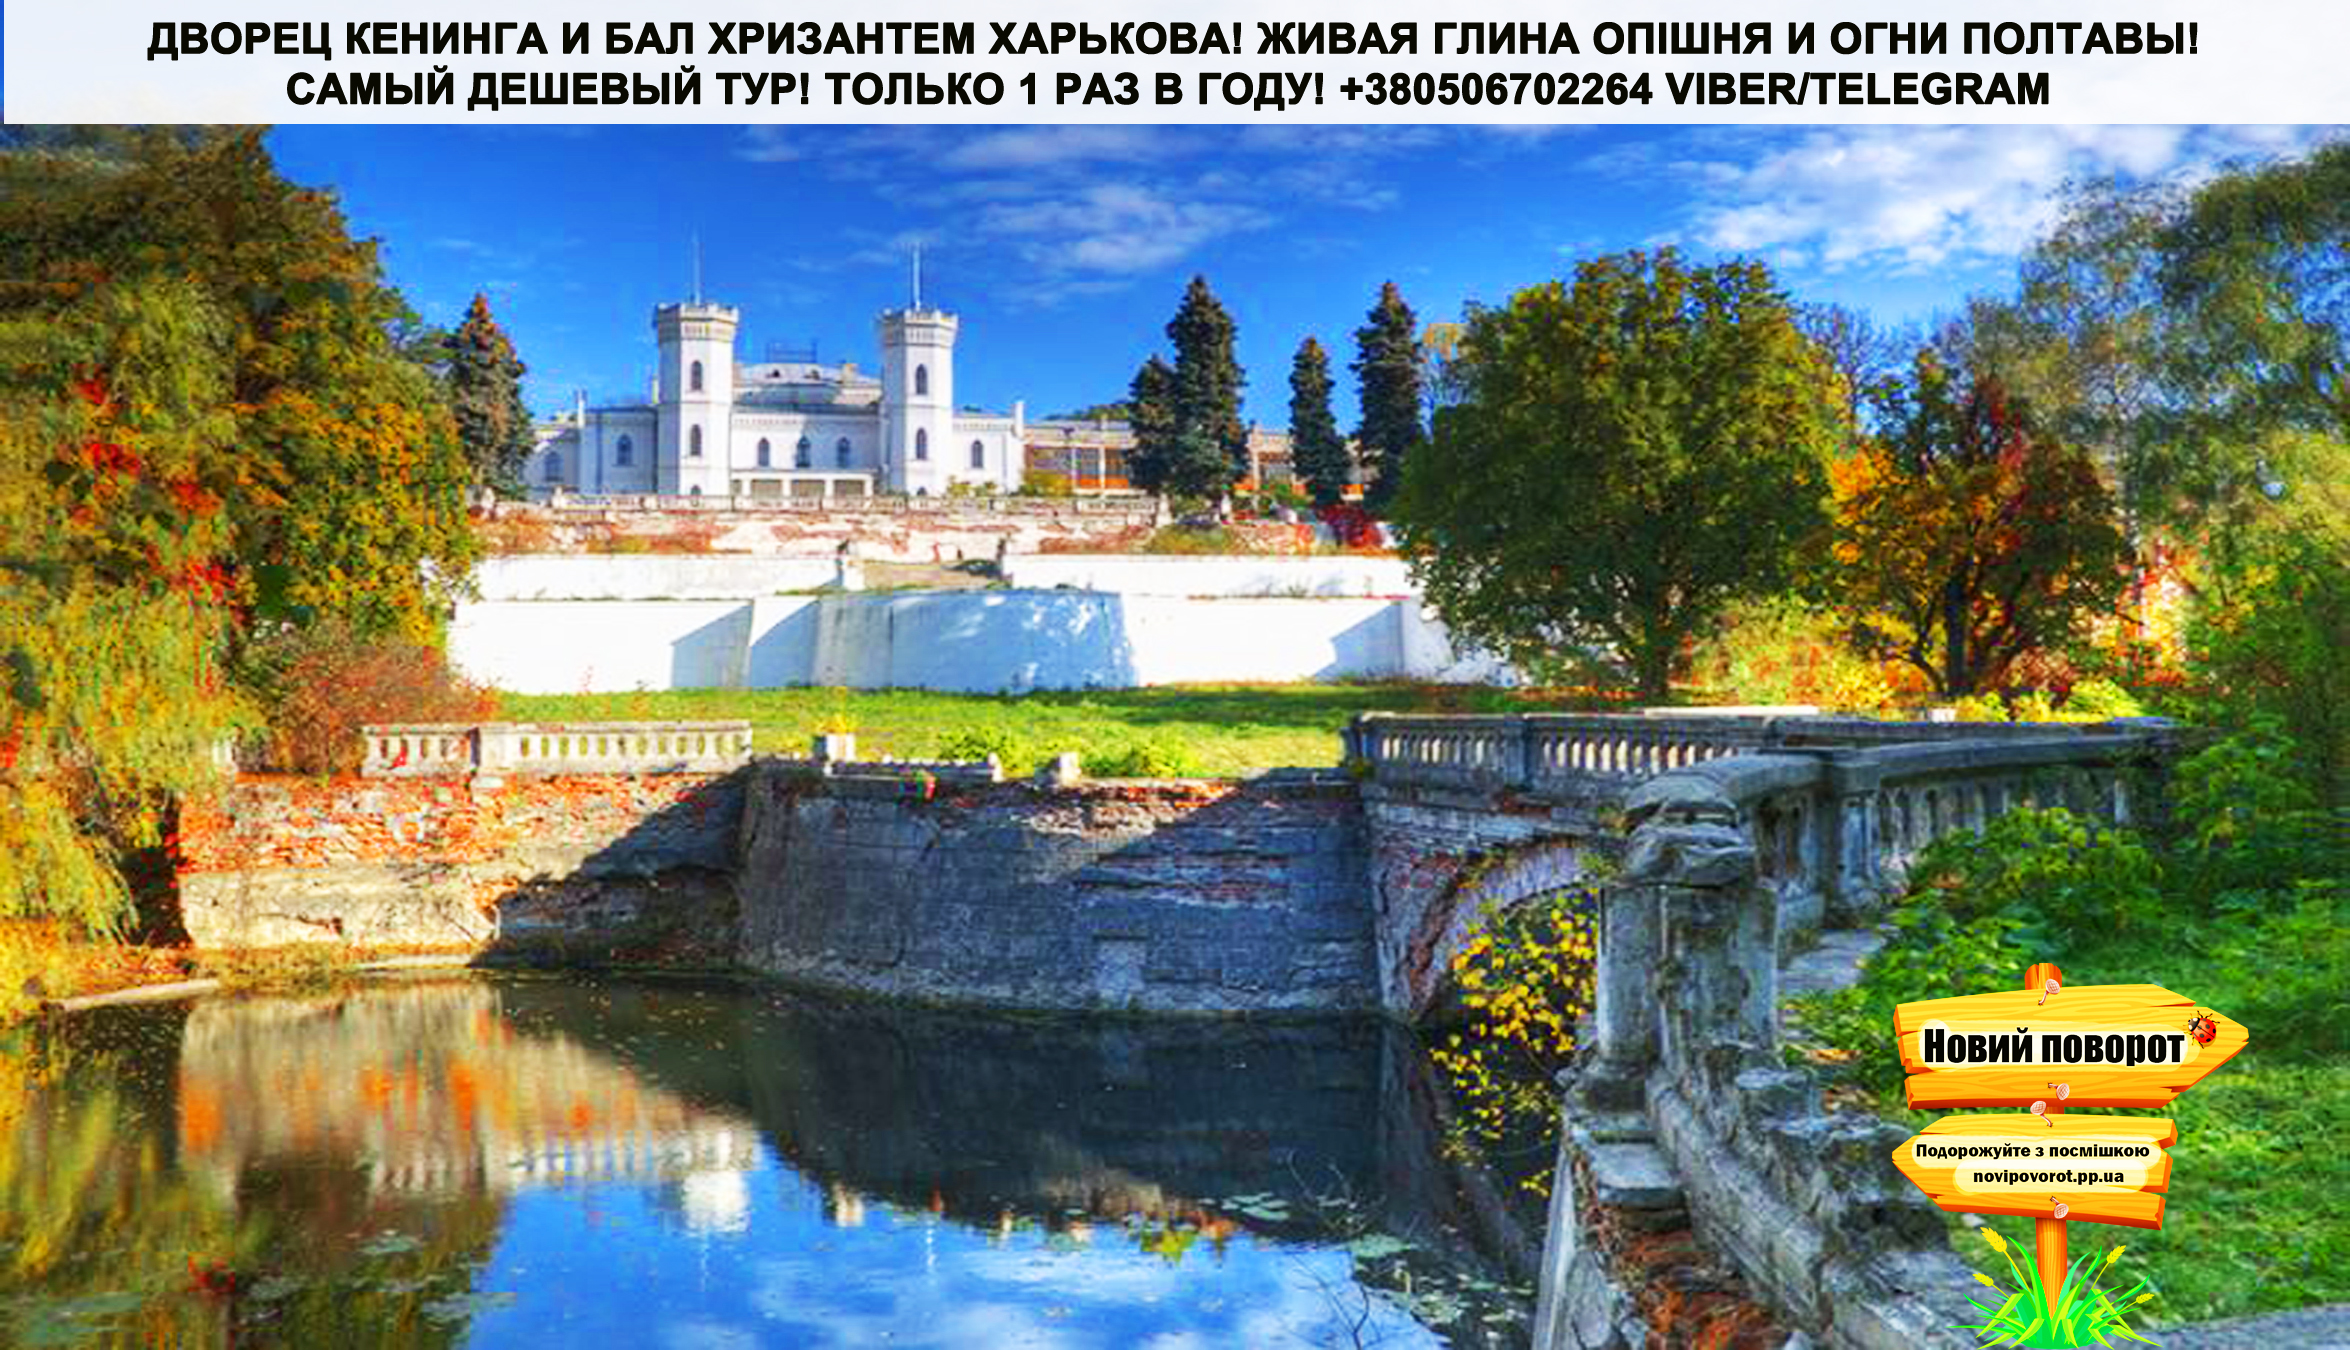 ДВОРЕЦ КЕНИНГА И БАЛ ХРИЗАНТЕМ ХАРЬКОВА! ЖИВАЯ ГЛИНА ОПІШНЯ И ОГНИ ПОЛТАВЫ!
САМЫЙ ДЕШЕВЫЙ ТУР! ТОЛЬКО 1 РАЗ В ГОДУ! +380506702264 VIBER/TELEGRAM
Новий поворот
Подорожуйте з посмішкою
novipovorot.pp.ua